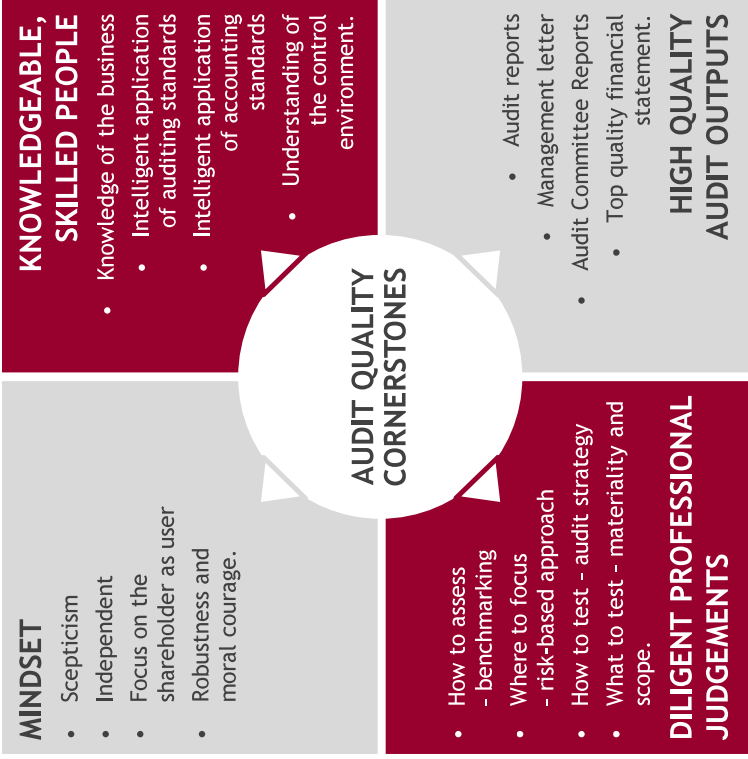 MINDSET
• Scepticism
• Independent
• Focus on the
shareholder as user
• Robustness and
moral courage.
KNOWLEDGEABLE,
SKILLED PEOPLE
• Knowledge of the business
• Intelligent application
of auditing standards
• Intelligent application
of accounting
standards
• Understanding of
the control
environment.
AUDIT QUALITY
CORNERSTONES
• How to assess
- benchmarking
• Where to focus
- risk-based approach
• How to test - audit strategy
• What to test - materiality and
scope.
DILIGENT PROFESSIONAL
JUDGEMENTS
• Audit reports
• Management letter
• Audit Committee Reports
• Top quality financial
statement.
HIGH QUALITY
AUDIT OUTPUTS